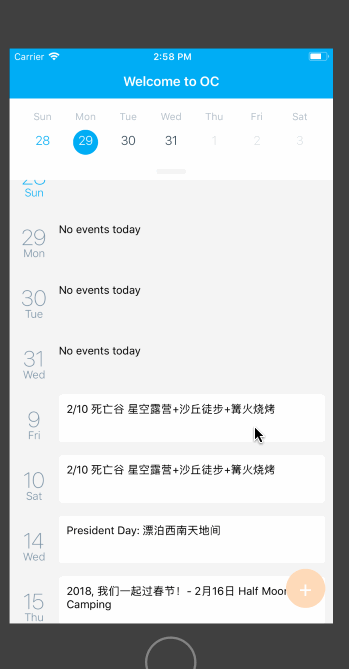 Carrier 2:58 PM
Welcome to OC
Sun Mon Tue Wed Thu Fri Sat
28 29 30 31 1 2 3
28
Sun
29 No events today
Mon
30 No events today
Tue
31 No events today
Wed
9 2/10 死亡谷 星空露营+沙丘徒步+篝火烧烤
Fri
10 2/10 死亡谷 星空露营+沙丘徒步+篝火烧烤
Sat
14 President Day: 漂泊西南天地间
Wed
15 2018, 我们一起过春节！- 2月16日 Half Moon
Thu Camping
+